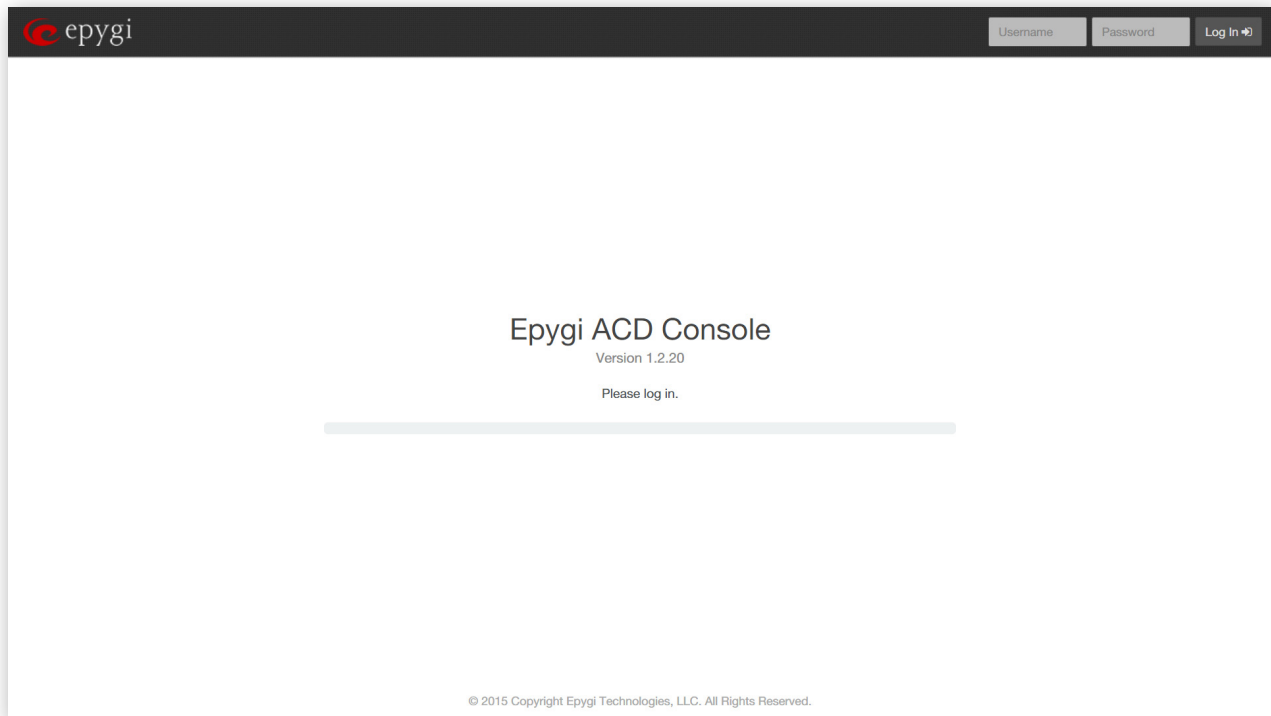 epygi
Username Password Log In
Epygi ACD Console
Version 1.2.20
Please log in.
© 2015 Copyright Epygi Technologies, LLC. All Rights Reserved.